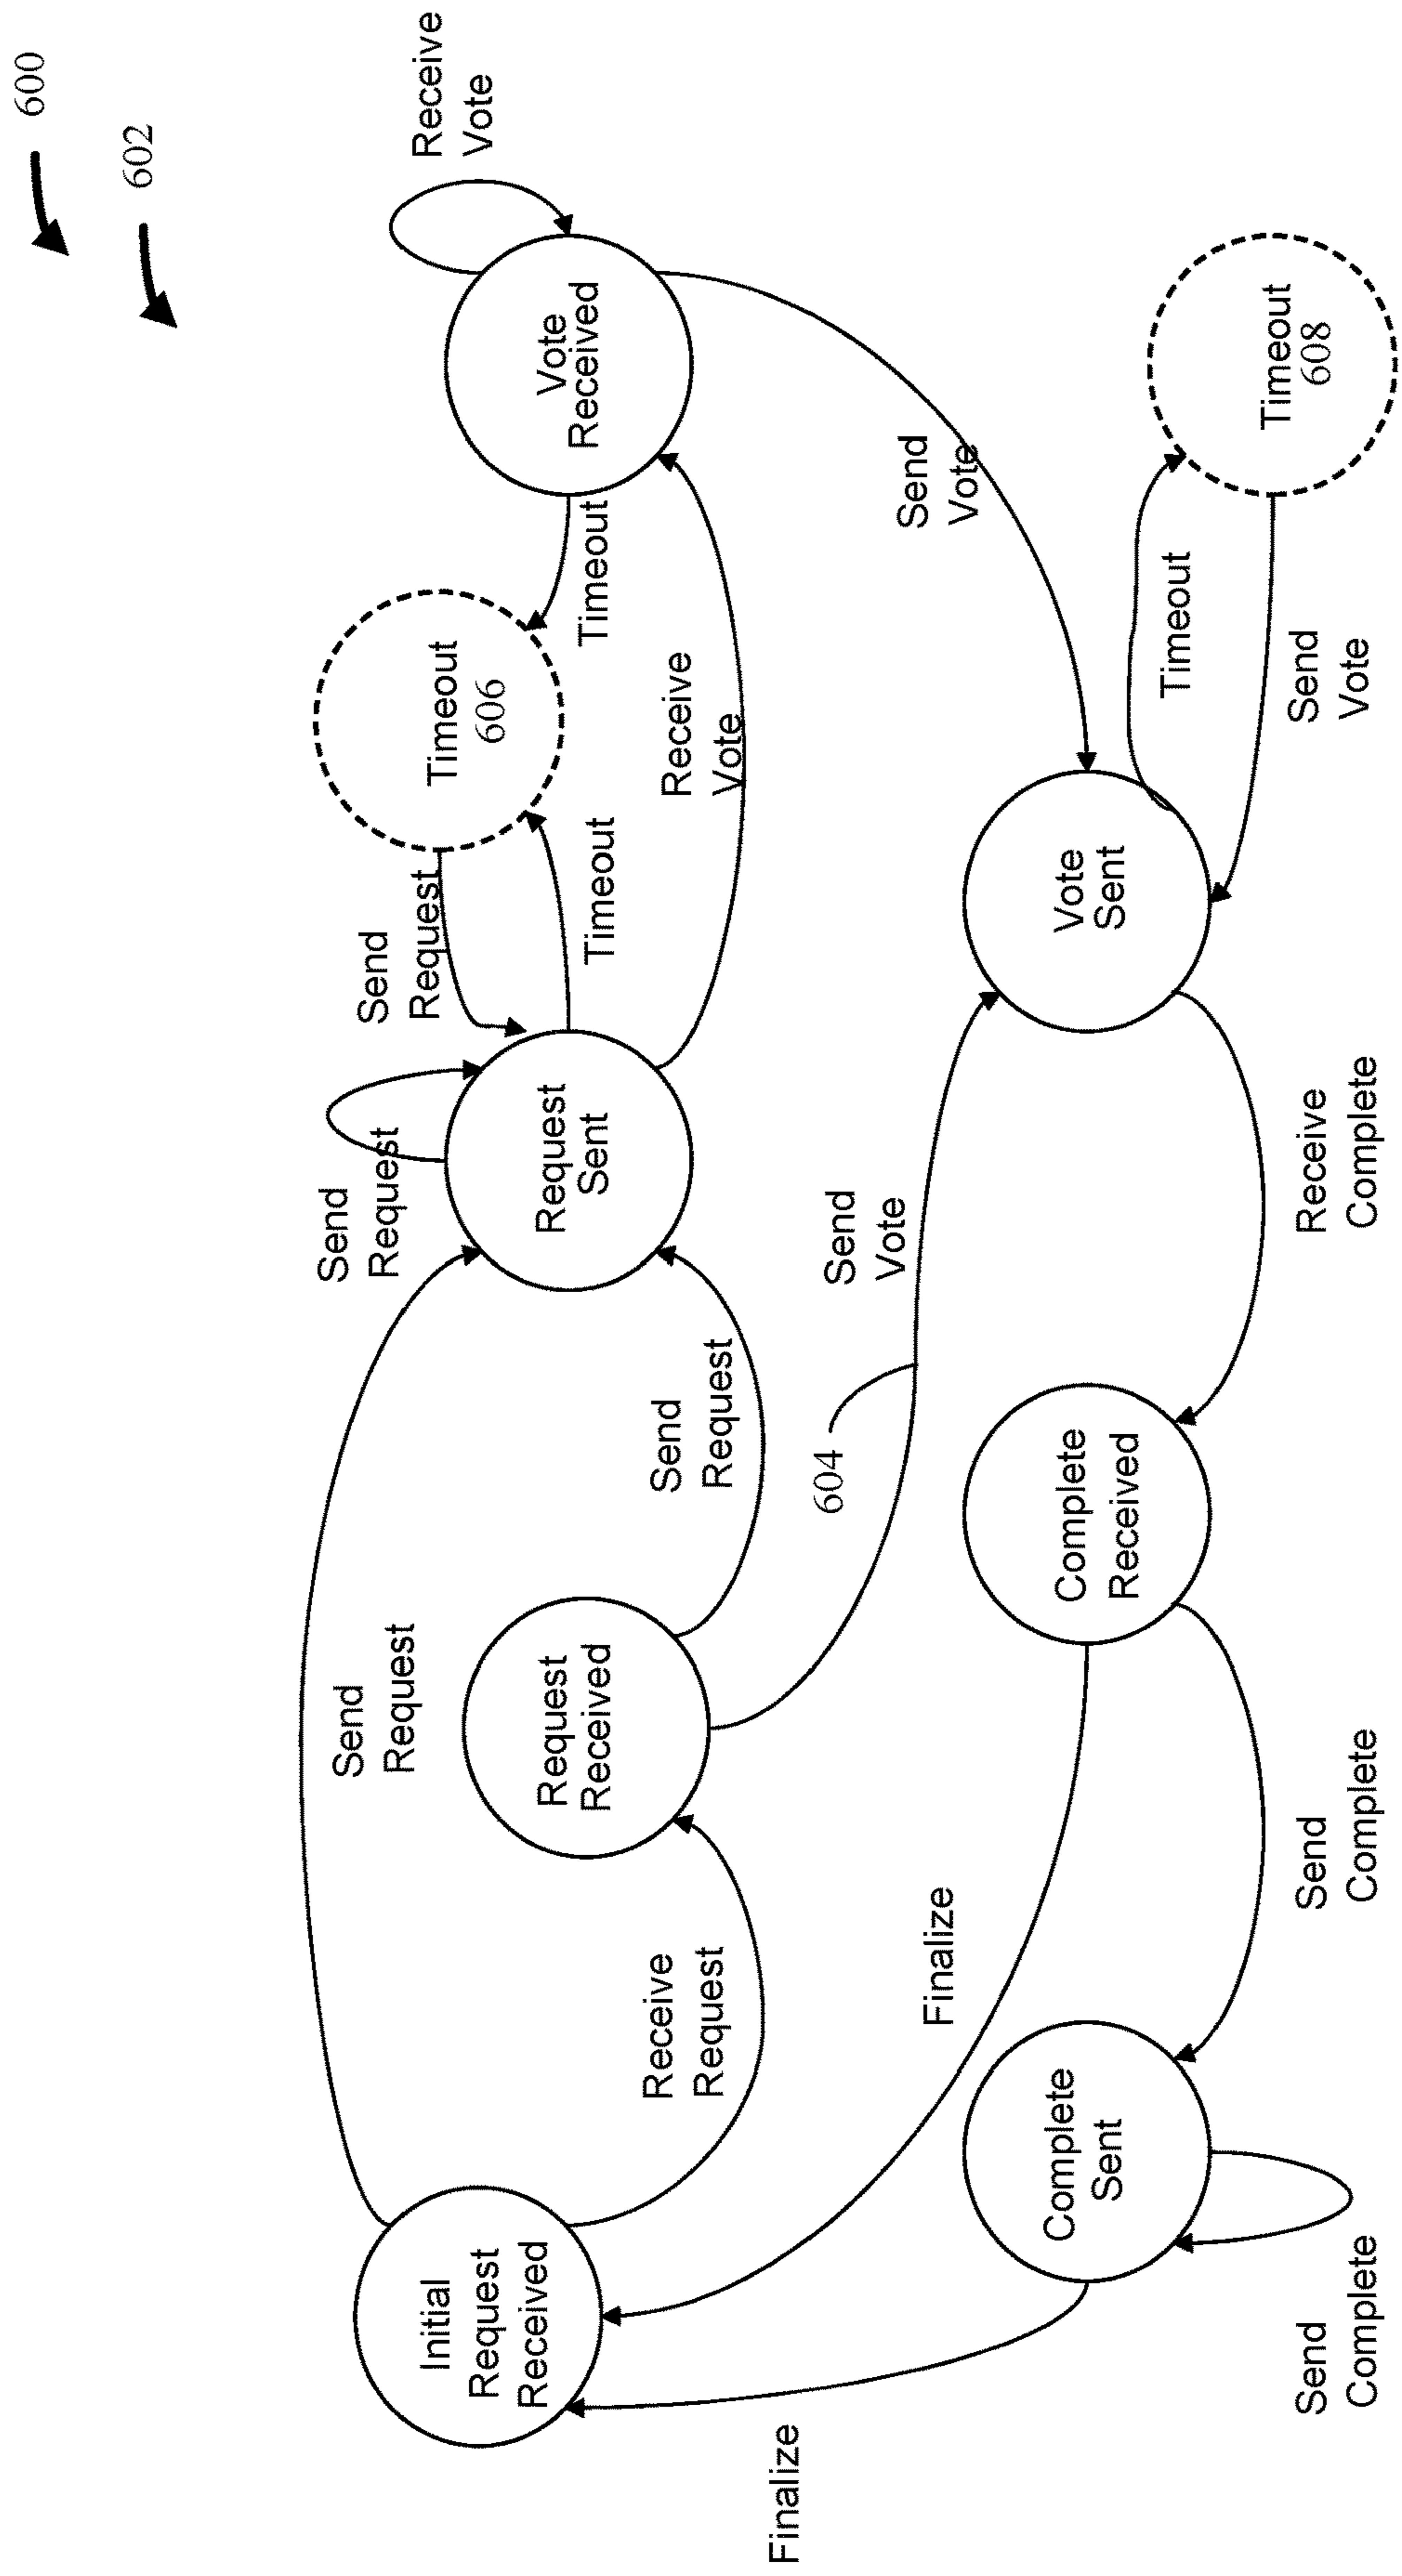 600
602
Receive
Vote
Vote
Received
Timeout
606
Timeout
Send
Request
Timeout
Receive
Vote
Send
Request
Request
Sent
Send
Request
Send
Request
Request
Received
Receive
Request
Initial
Request
Received
Send
Vote
604
Send
Vote
Timeout
608
Timeout
Send
Vote
Vote
Sent
Receive
Complete
Complete
Received
Finalize
Send
Complete
Complete
Sent
Send
Complete
Finalize